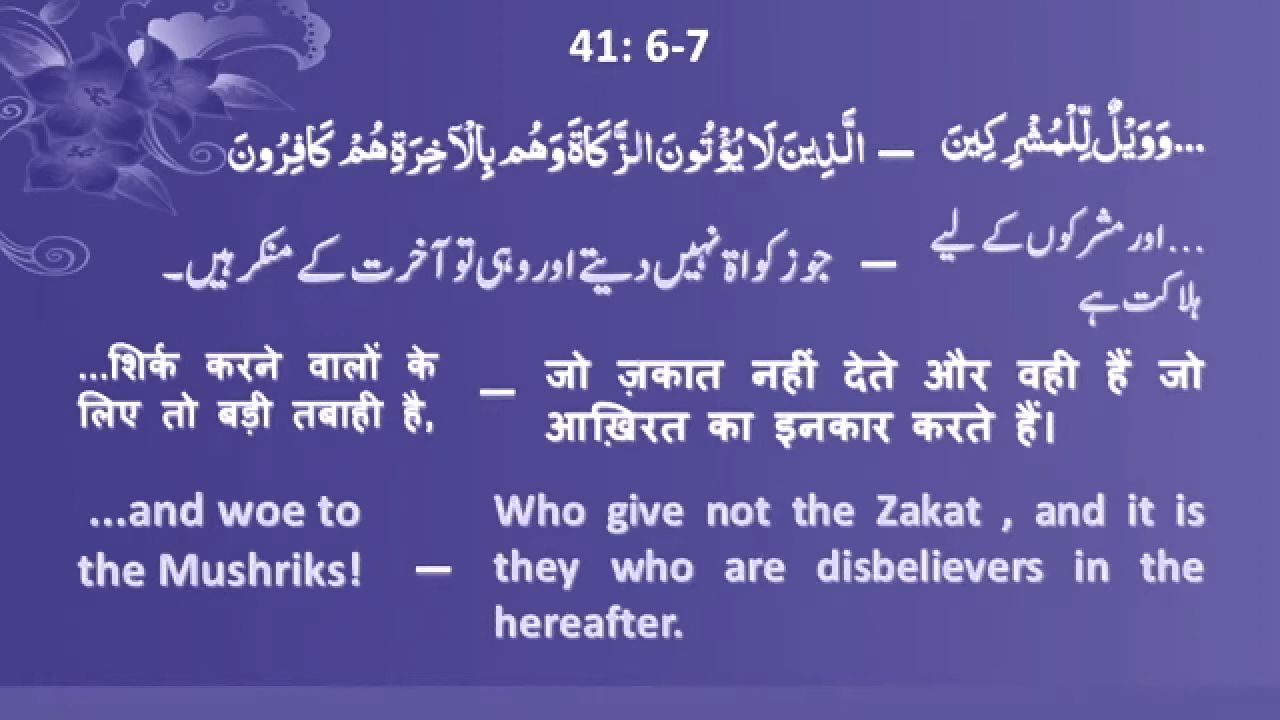 41: 6-7
...وَوَيْلٌ لِّلْمُشْرِكِينَ — الَّذِينَ لَا يُؤْتُونَ الزَّكَاةَ وَهُم بِالْآخِرَةِ هُمْ كَافِرُونَ
...اور مشرکوں کے لیے
ہلاکت ہے — جو زکواۃ نہیں دیتے اور وہی تو آخرت کے منکر ہیں۔
...शिर्क करने वालों के
लिए तो बड़ी तबाही है, — जो ज़कात नहीं देते और वही हैं जो
आख़िरत का इनकार करते हैं।
...and woe to
the Mushriks! — Who give not the Zakat , and it is
they who are disbelievers in the
hereafter.